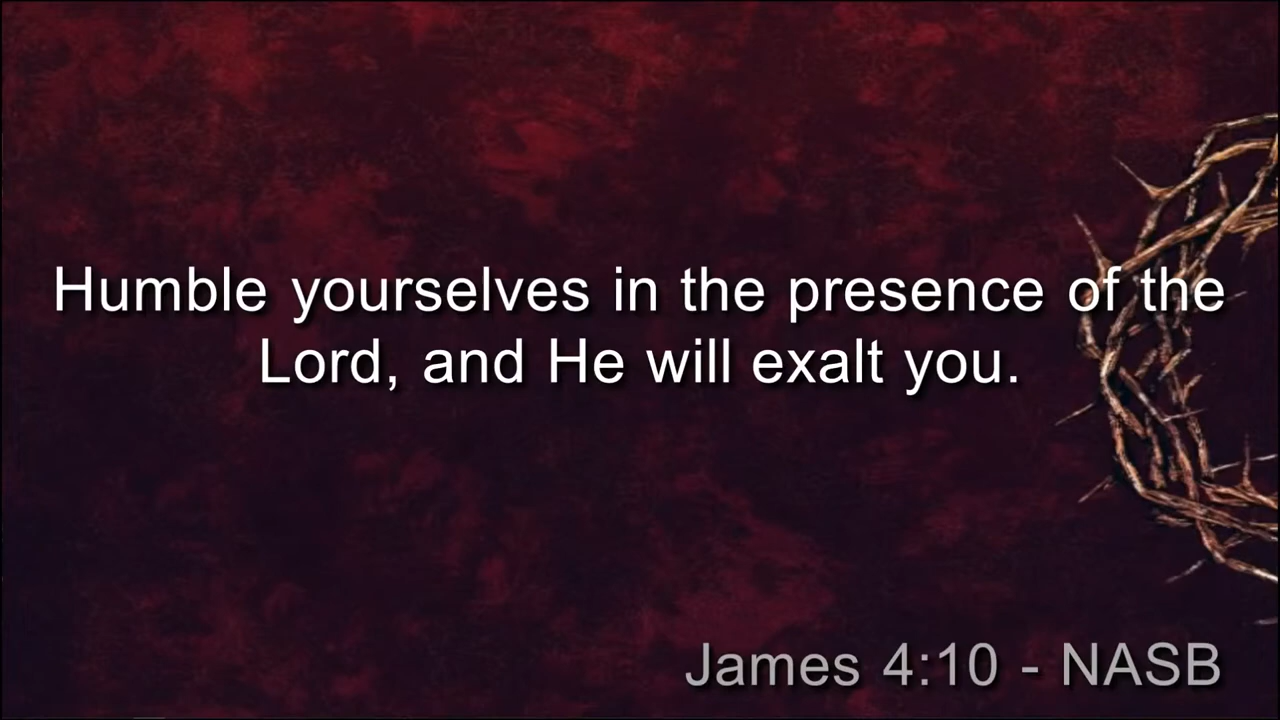 Humble yourselves in the presence of the
Lord, and He will exalt you.
James 4:10 - NASB